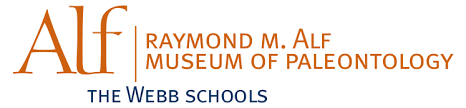 Alf
RAYMOND M. ALF
MUSEUM OF PALEONTOLOGY
THE WEBB SCHOOLS